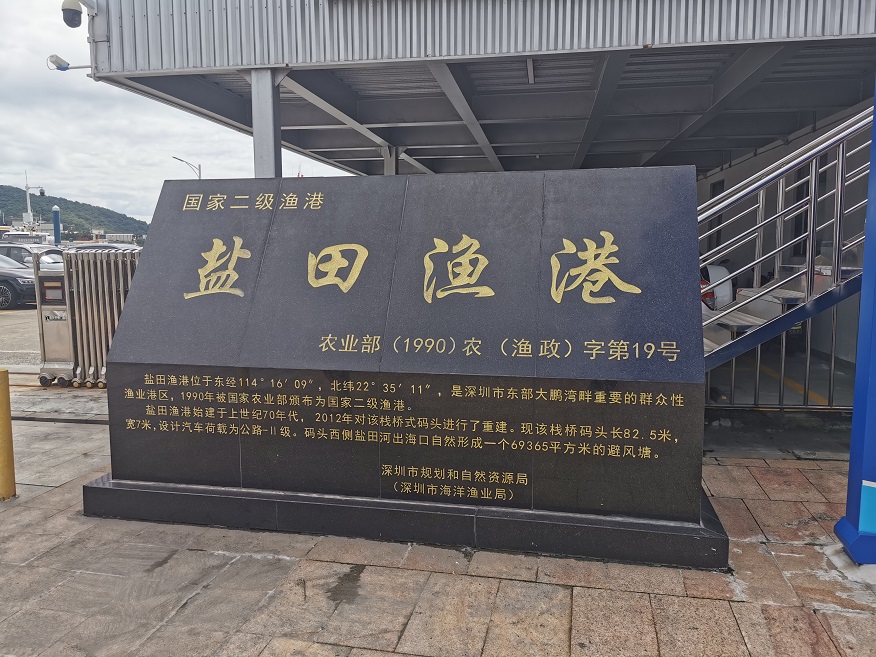 国家二级渔港
盐田渔港
农业部（1990）农（渔政）字第19号
盐田渔港位于东经114°16′09″，北纬22°35′11″，是深圳市东部大鹏湾畔重要的群众性
渔业港区，1990年被国家农业部颁布为国家二级渔港。
盐田渔港始建于上世纪70年代，2012年对该栈桥式码头进行了重建。现该栈桥码头长82.5米，
宽7米，设计汽车荷载为公路-II级。码头西侧盐田河出海口自然形成一个69365平方米的避风塘。
深圳市规划和自然资源局
（深圳市海洋渔业局）